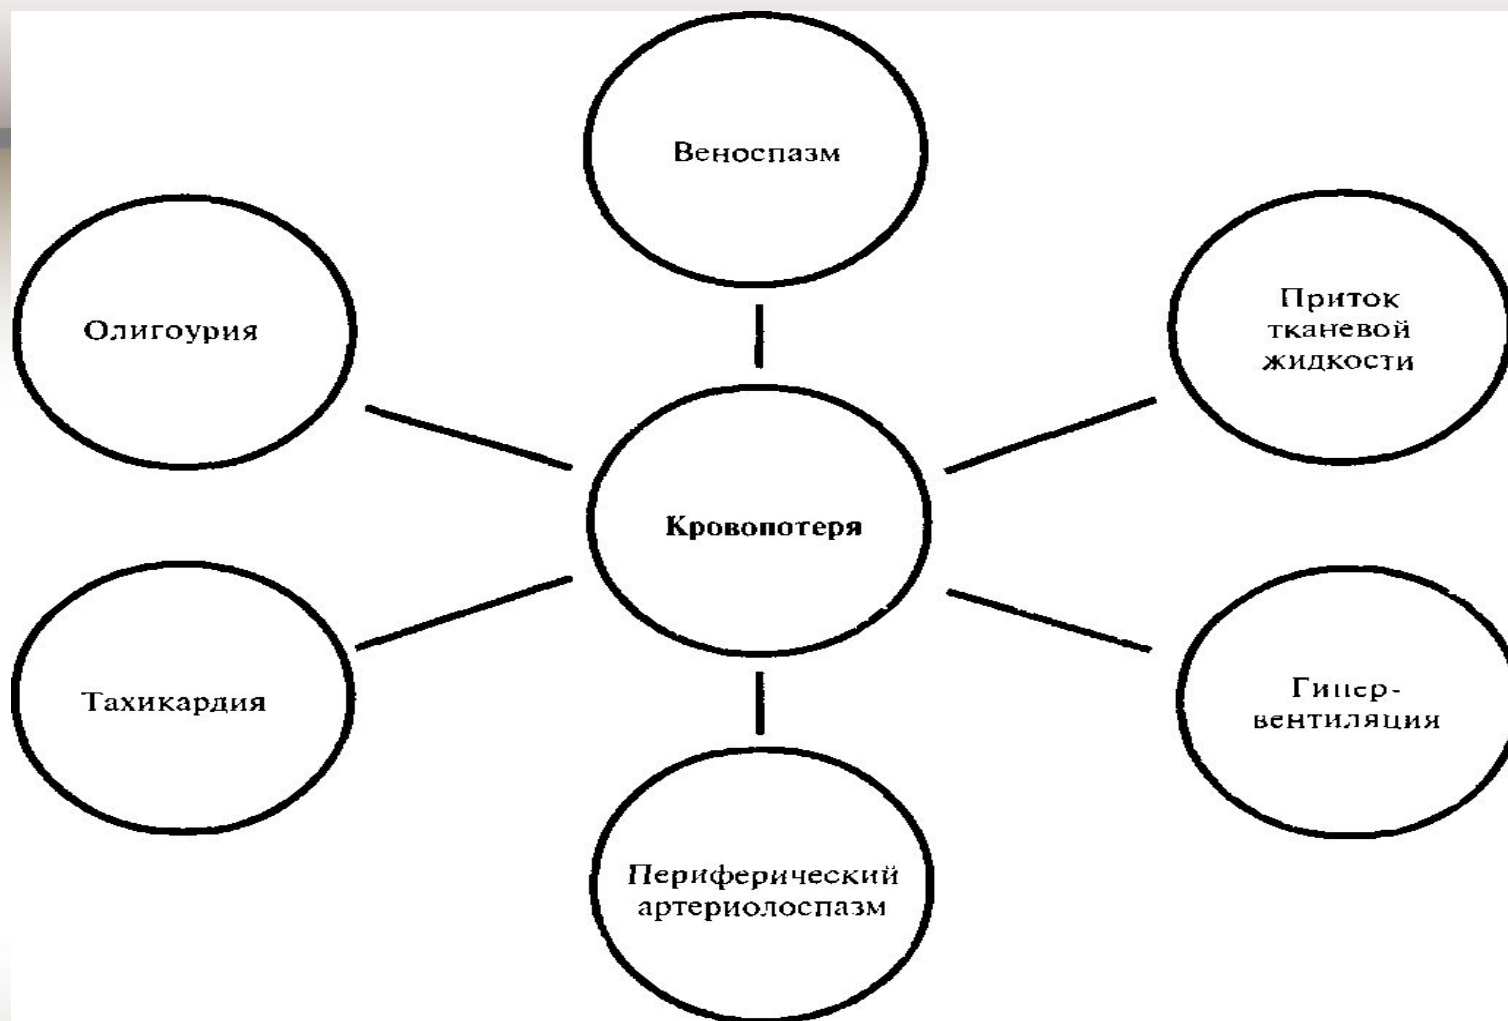 Веноспазм
Олигоурия
Приток
тканевой
жидкости
Кровопотеря
Тахикардия
Гипер-
вентиляция
Периферический
артериолоспазм